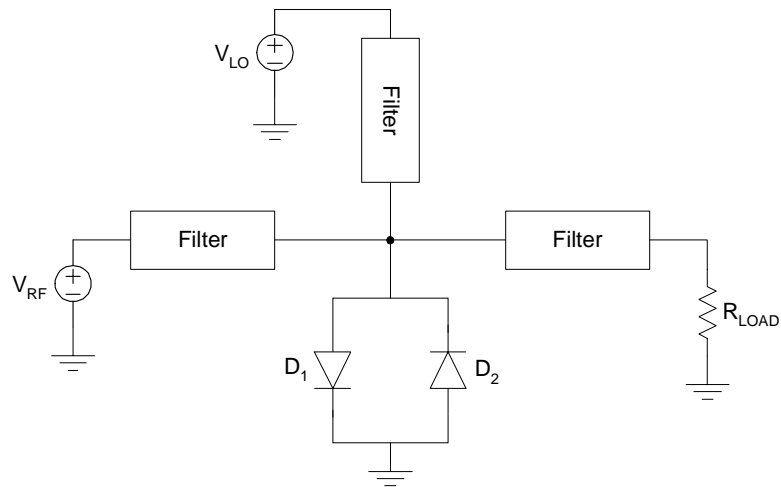 V_LO
Filter
Filter
Filter
V_RF
R_LOAD
D_1
D_2